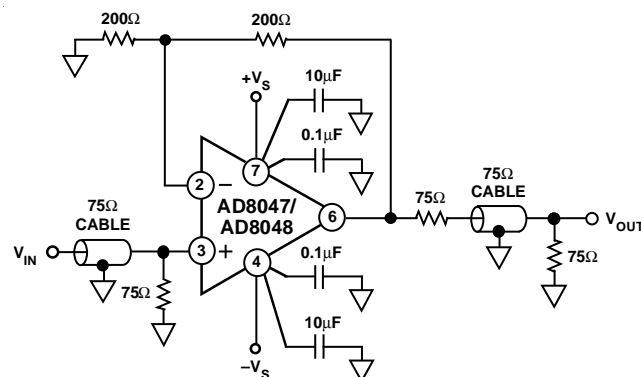 200Ω
200Ω
+VS
10µF
0.1µF
7
2
–
AD8047/
AD8048
6
75Ω
75Ω
CABLE
VOUT
75Ω
75Ω
CABLE
VIN
3
+
75Ω
4
0.1µF
10µF
–VS